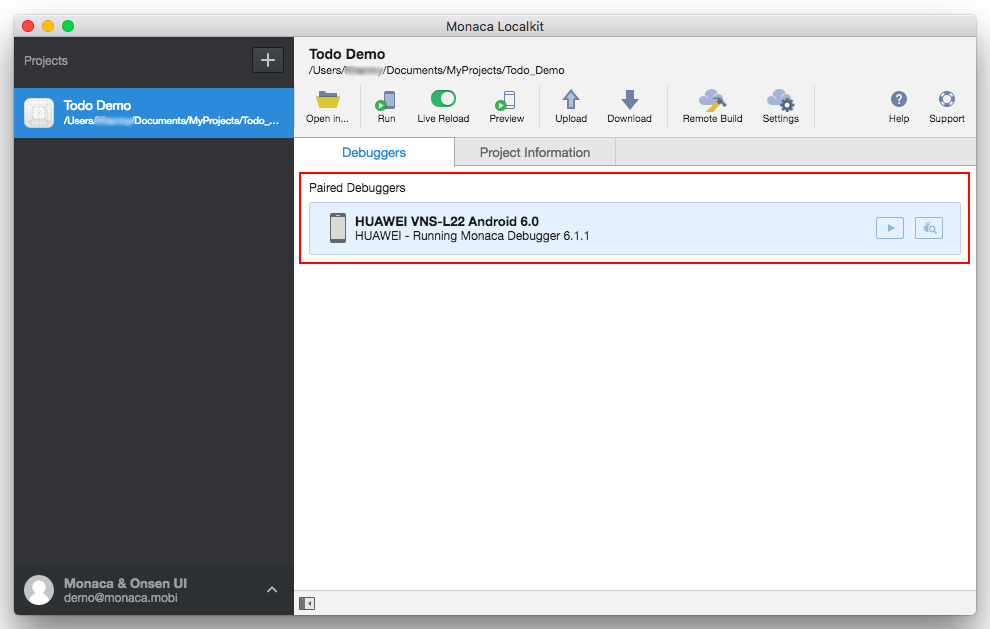 Monaca Localkit
Projects
Todo Demo
/Users/ /Documents/MyProjects/Todo_...
Todo Demo
/Users/ /Documents/MyProjects/Todo_Demo
Open in...
Run
Live Reload
Preview
Upload
Download
Remote Build
Settings
Help
Support
Debuggers
Project Information
Paired Debuggers
HUAWEI VNS-L22 Android 6.0
HUAWEI - Running Monaca Debugger 6.1.1
Monaca & Onsen UI
demo@monaca.mobi